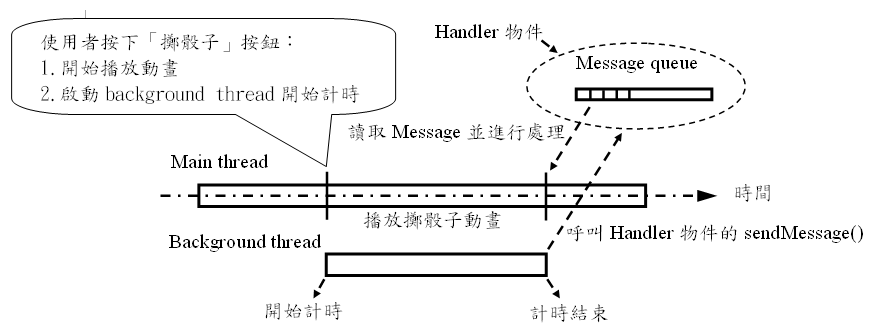 使用者按下「擲骰子」按鈕：
1.開始播放動畫
2.啟動 background thread 開始計時
Handler 物件
Message queue
讀取 Message 並進行處理
Main thread
時間
播放擲骰子動畫
呼叫 Handler 物件的 sendMessage()
Background thread
開始計時
計時結束